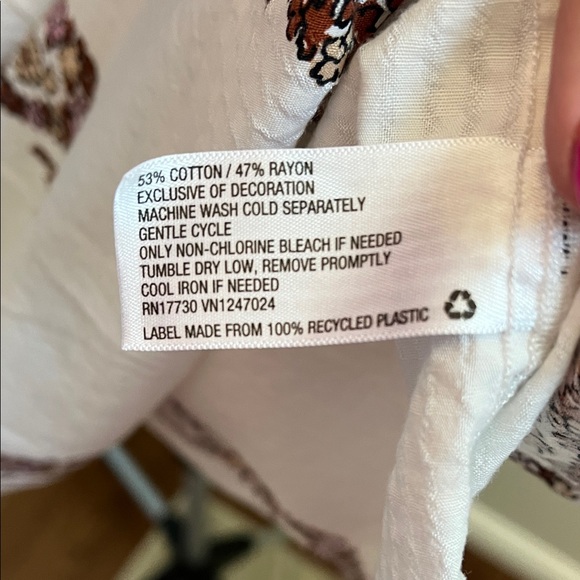 53% COTTON / 47% RAYON
EXCLUSIVE OF DECORATION
MACHINE WASH COLD SEPARATELY
GENTLE CYCLE
ONLY NON-CHLORINE BLEACH IF NEEDED
TUMBLE DRY LOW, REMOVE PROMPTLY
COOL IRON IF NEEDED
RN17730 VN1247024
LABEL MADE FROM 100% RECYCLED PLASTIC